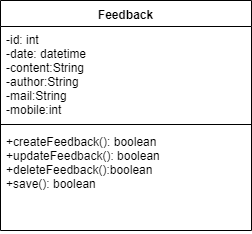 Feedback
-id: int
-date: datetime
-content:String
-author:String
-mail:String
-mobile:int
+createFeedback(): boolean
+updateFeedback(): boolean
+deleteFeedback():boolean
+save(): boolean